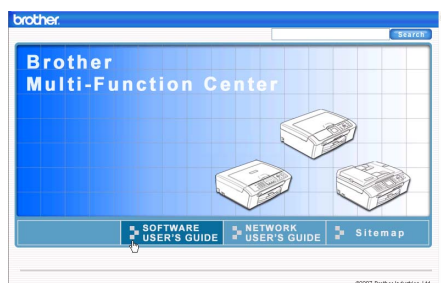 brother.
Search
Brother
Multi-Function Center
SOFTWARE
USER'S GUIDE
NETWORK
USER'S GUIDE
Sitemap